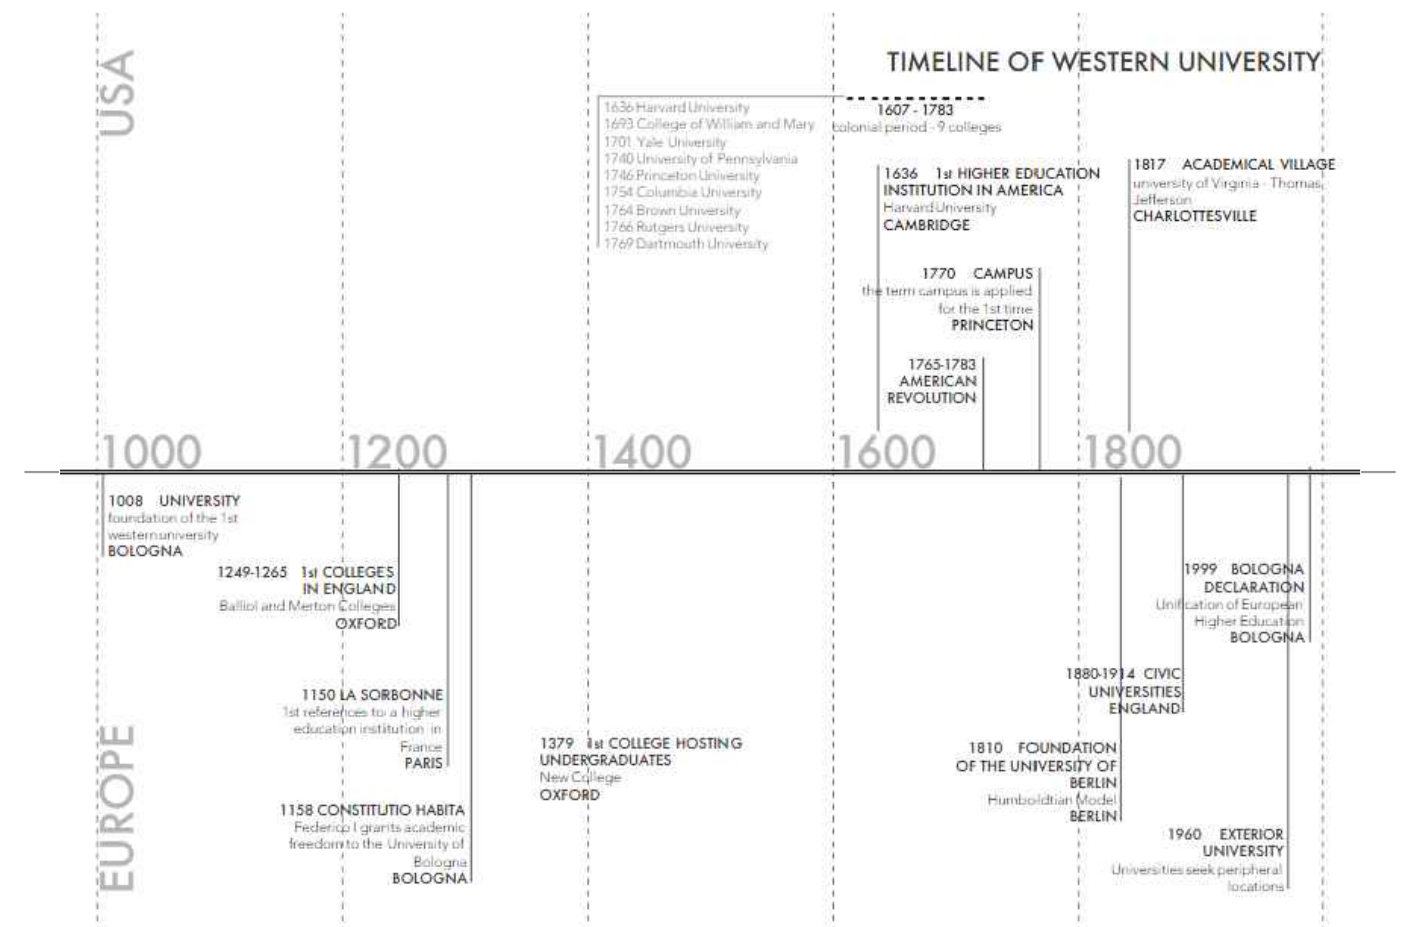 USA
TIMELINE OF WESTERN UNIVERSITY
1636 Harvard University
1693 College of William and Mary
1701 Yale University
1740 University of Pennsylvania
1746 Princeton University
1754 Columbia University
1764 Brown University
1766 Rutgers University
1769 Dartmouth University
1607 - 1783
colonial period - 9 colleges
1636 1st HIGHER EDUCATION
INSTITUTION IN AMERICA
Harvard University
CAMBRIDGE
1817 ACADEMICAL VILLAGE
university of Virginia - Thomas
Jefferson
CHARLOTTESVILLE
1770 CAMPUS
the term campus is applied
for the 1st time
PRINCETON
1765-1783
AMERICAN
REVOLUTION
1000
1200
1400
1600
1800
1008 UNIVERSITY
foundation of the 1st
western university
BOLOGNA
1249-1265 1st COLLEGES
IN ENGLAND
Balliol and Merton Colleges
OXFORD
1150 LA SORBONNE
1st references to a higher
education institution in
France
PARIS
1158 CONSTITUTIO HABITA
Federico I grants academic
freedom to the University of
Bologna
BOLOGNA
1379 1st COLLEGE HOSTING
UNDERGRADUATES
New College
OXFORD
1999 BOLOGNA
DECLARATION
Unification of European
Higher Education
BOLOGNA
1880-1914 CIVIC
UNIVERSITIES
ENGLAND
1810 FOUNDATION
OF THE UNIVERSITY OF
BERLIN
Humboldtian Model
BERLIN
1960 EXTERIOR
UNIVERSITY
Universities seek peripheral
locations
EUROPE